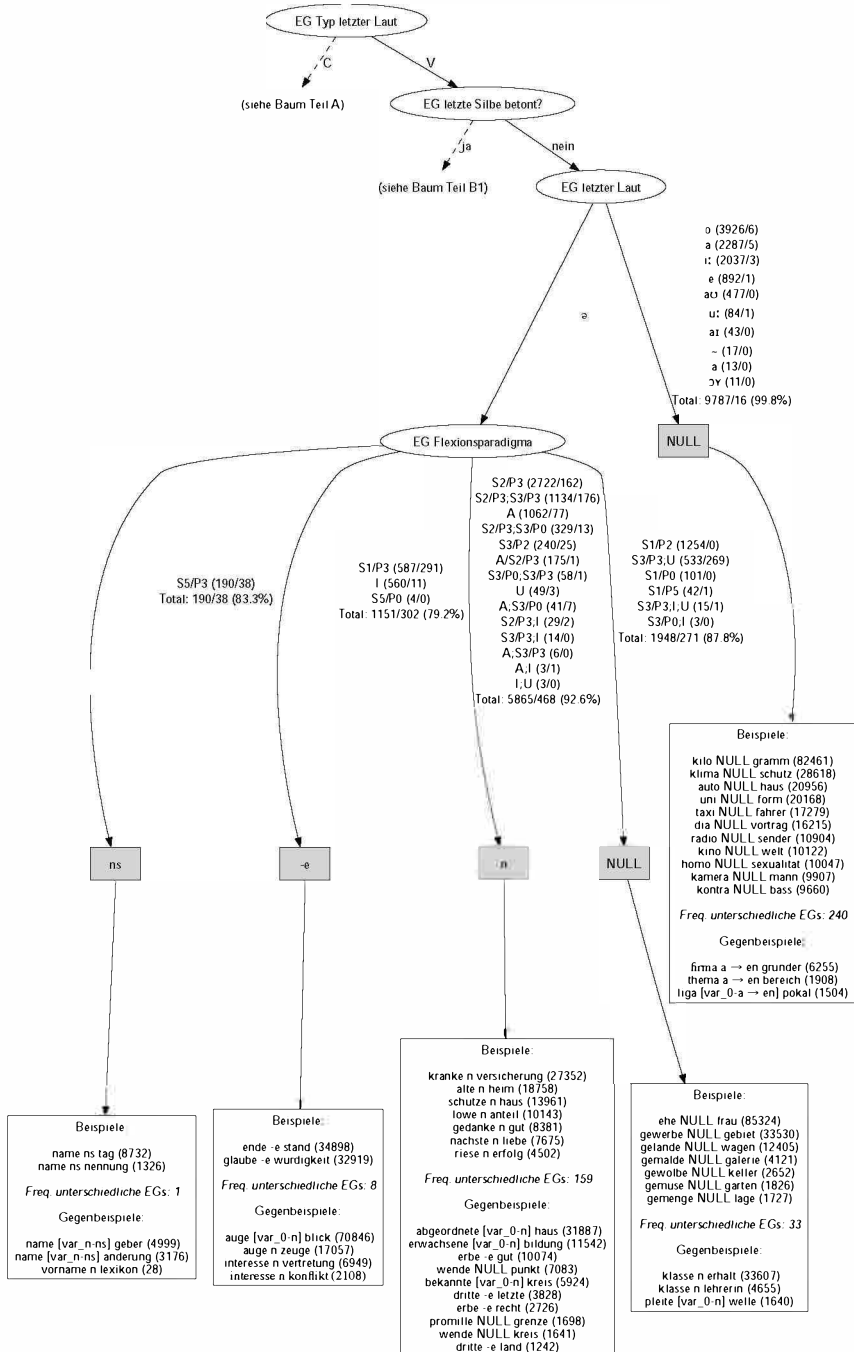 EG Typ letzter Laut
C
V
(siehe Baum Teil A)
EG letzte Silbe betont?
ja
nein
(siehe Baum Teil B1)
EG letzter Laut
o (3926/6)
a (2287/5)
iː (2037/3)
e (892/1)
aʊ (477/0)
uː (84/1)
aɪ (43/0)
~ (17/0)
a (13/0)
ɔʏ (11/0)
Total: 9787/16 (99.8%)
ə
EG Flexionsparadigma
NULL
S5/P3 (190/38)
Total: 190/38 (83.3%)
S1/P3 (587/291)
I (560/11)
S5/P0 (4/0)
Total: 1151/302 (79.2%)
S2/P3 (2722/162)
S2/P3;S3/P3 (1134/176)
A (1062/77)
S2/P3;S3/P0 (329/13)
S3/P2 (240/25)
A/S2/P3 (175/1)
S3/P0;S3/P3 (58/1)
U (49/3)
A;S3/P0 (41/7)
S2/P3;I (29/2)
S3/P3;I (14/0)
A;S3/P3 (6/0)
A;I (3/1)
I;U (3/0)
Total: 5865/468 (92.6%)
S1/P2 (1254/0)
S3/P3;U (533/269)
S1/P0 (101/0)
S1/P5 (42/1)
S3/P3;I;U (15/1)
S3/P0;I (3/0)
Total: 1948/271 (87.8%)
ns
-e
n
NULL
Beispiele:
kilo NULL gramm (82461)
klima NULL schutz (28618)
auto NULL haus (20956)
uni NULL form (20168)
taxi NULL fahrer (17279)
dia NULL vortrag (16215)
radio NULL sender (10904)
kino NULL welt (10122)
homo NULL sexualitat (10047)
kamera NULL mann (9907)
kontra NULL bass (9660)
Freq. unterschiedliche EGs: 240
Gegenbeispiele:
firma a → en grunder (6255)
thema a → en bereich (1908)
liga [var_0-a → en] pokal (1504)
Beispiele
name ns tag (8732)
name ns nennung (1326)
Freq. unterschiedliche EGs: 1
Gegenbeispiele:
name [var_n-ns] geber (4999)
name [var_n-ns] anderung (3176)
vorname n lexikon (28)
Beispiele:
ende -e stand (34898)
glaube -e wurdigkeit (32919)
Freq. unterschiedliche EGs: 8
Gegenbeispiele:
auge [var_0-n] blick (70846)
auge n zeuge (17057)
interesse n vertretung (6949)
interesse n konflikt (2108)
Beispiele:
kranke n versicherung (27352)
alte n heim (18758)
schutze n haus (13961)
lowe n anteil (10143)
gedanke n gut (8381)
nachste n liebe (7675)
riese n erfolg (4502)
Freq. unterschiedliche EGs: 159
Gegenbeispiele:
abgeordnete [var_0-n] haus (31887)
erwachsene [var_0-n] bildung (11542)
erbe -e gut (10074)
wende NULL punkt (7083)
bekannte [var_0-n] kreis (5924)
dritte -e letzte (3828)
erbe -e recht (2726)
promille NULL grenze (1698)
wende NULL kreis (1641)
dritte -e land (1242)
Beispiele:
ehe NULL frau (85324)
gewerbe NULL gebiet (33530)
gelande NULL wagen (12405)
gemalde NULL galerie (4121)
gewolbe NULL keller (2652)
gemuse NULL garten (1826)
gemenge NULL lage (1727)
Freq. unterschiedliche EGs: 33
Gegenbeispiele:
klasse n erhalt (33607)
klasse n lehrerin (4655)
pleite [var_0-n] welle (1640)